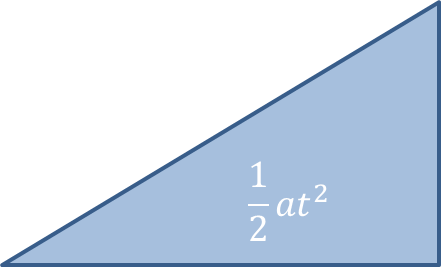 ½ at²